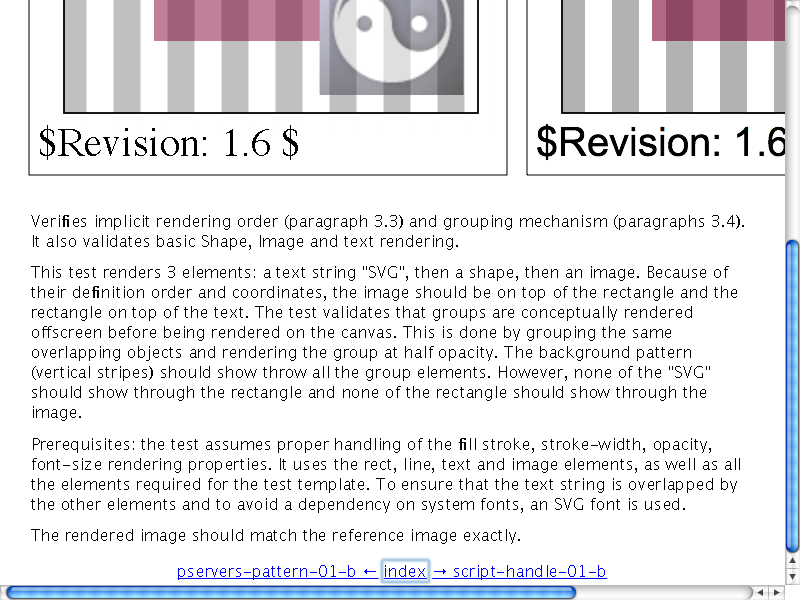 $Revision: 1.6 $
$Revision: 1.6
Verifies implicit rendering order (paragraph 3.3) and grouping mechanism (paragraphs 3.4).
It also validates basic Shape, Image and text rendering.
This test renders 3 elements: a text string "SVG", then a shape, then an image. Because of
their definition order and coordinates, the image should be on top of the rectangle and the
rectangle on top of the text. The test validates that groups are conceptually rendered
offscreen before being rendered on the canvas. This is done by grouping the same
overlapping objects and rendering the group at half opacity. The background pattern
(vertical stripes) should show throw all the group elements. However, none of the "SVG"
should show through the rectangle and none of the rectangle should show through the
image.
Prerequisites: the test assumes proper handling of the fill stroke, stroke-width, opacity,
font-size rendering properties. It uses the rect, line, text and image elements, as well as all
the elements required for the test template. To ensure that the text string is overlapped by
the other elements and to avoid a dependency on system fonts, an SVG font is used.
The rendered image should match the reference image exactly.
pservers-pattern-01-b ← index → script-handle-01-b